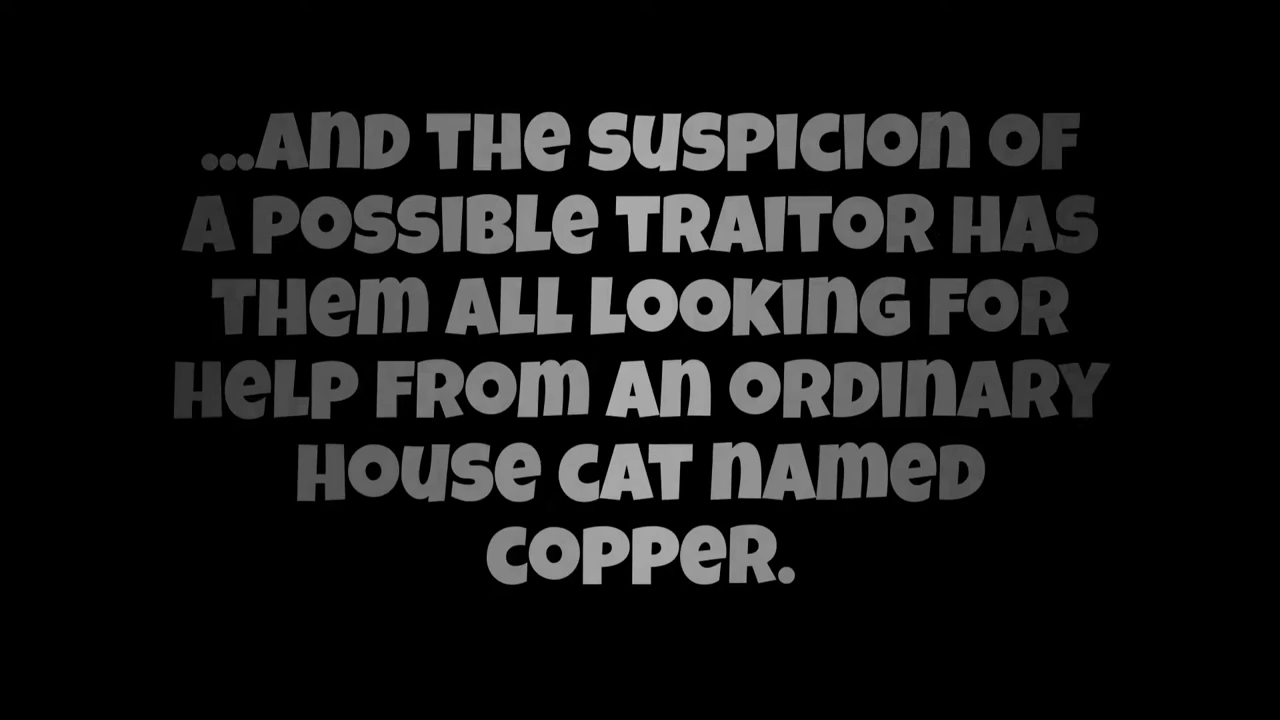 ...AND THE SUSPICION OF
A POSSIBLE TRAITOR HAS
THEM ALL LOOKING FOR
HELP FROM AN ORDINARY
HOUSE CAT NAMED
COPPER.